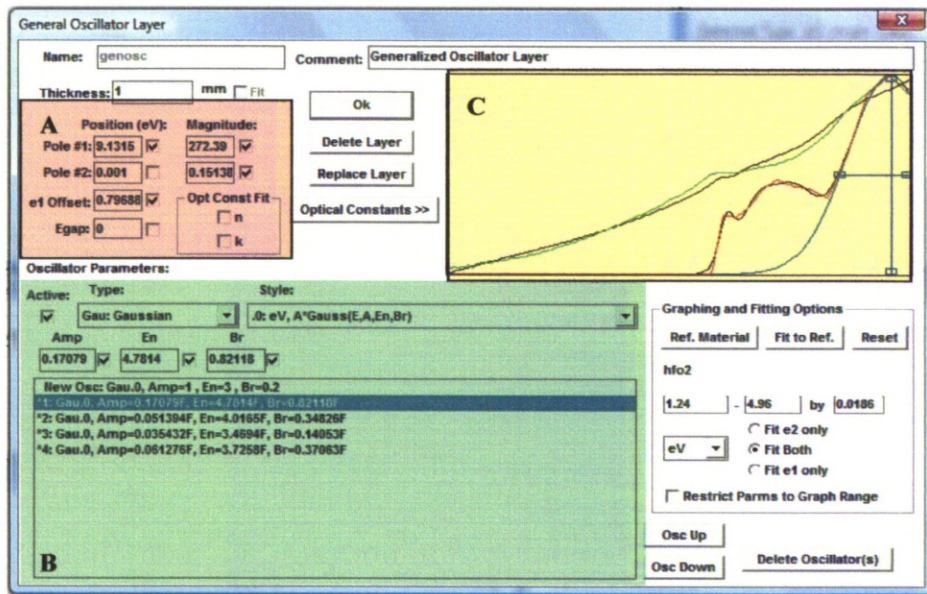 General Oscillator Layer
Name: genosc Comment: Generalized Oscillator Layer
Thickness: 1 mm Fit
Ok
Delete Layer
Replace Layer
Optical Constants >>
A
Position (eV): Magnitude:
Pole #1: 9.1315 272.39
Pole #2: 0.001 0.15138
e1 Offset: 0.79688
Egap: 0
Opt Const Fit
n
k
C
Oscillator Parameters:
Active: Type: Style:
Gau: Gaussian .0: eV, A*Gauss(E,A,En,Br)
Amp En Br
0.17079 4.7814 0.82118
New Osc: Gau.0, Amp=1 , En=3 , Br=0.2
*1: Gau.0, Amp=0.17079F, En=4.7814F, Br=0.82118F
*2: Gau.0, Amp=0.051394F, En=4.0165F, Br=0.34826F
*3: Gau.0, Amp=0.035432F, En=3.4694F, Br=0.14053F
*4: Gau.0, Amp=0.061276F, En=3.7258F, Br=0.37063F
B
Graphing and Fitting Options
Ref. Material Fit to Ref. Reset
hfo2
1.24 - 4.96 by 0.0186
eV
Fit e2 only
Fit Both
Fit e1 only
Restrict Parms to Graph Range
Osc Up
Osc Down
Delete Oscillator(s)